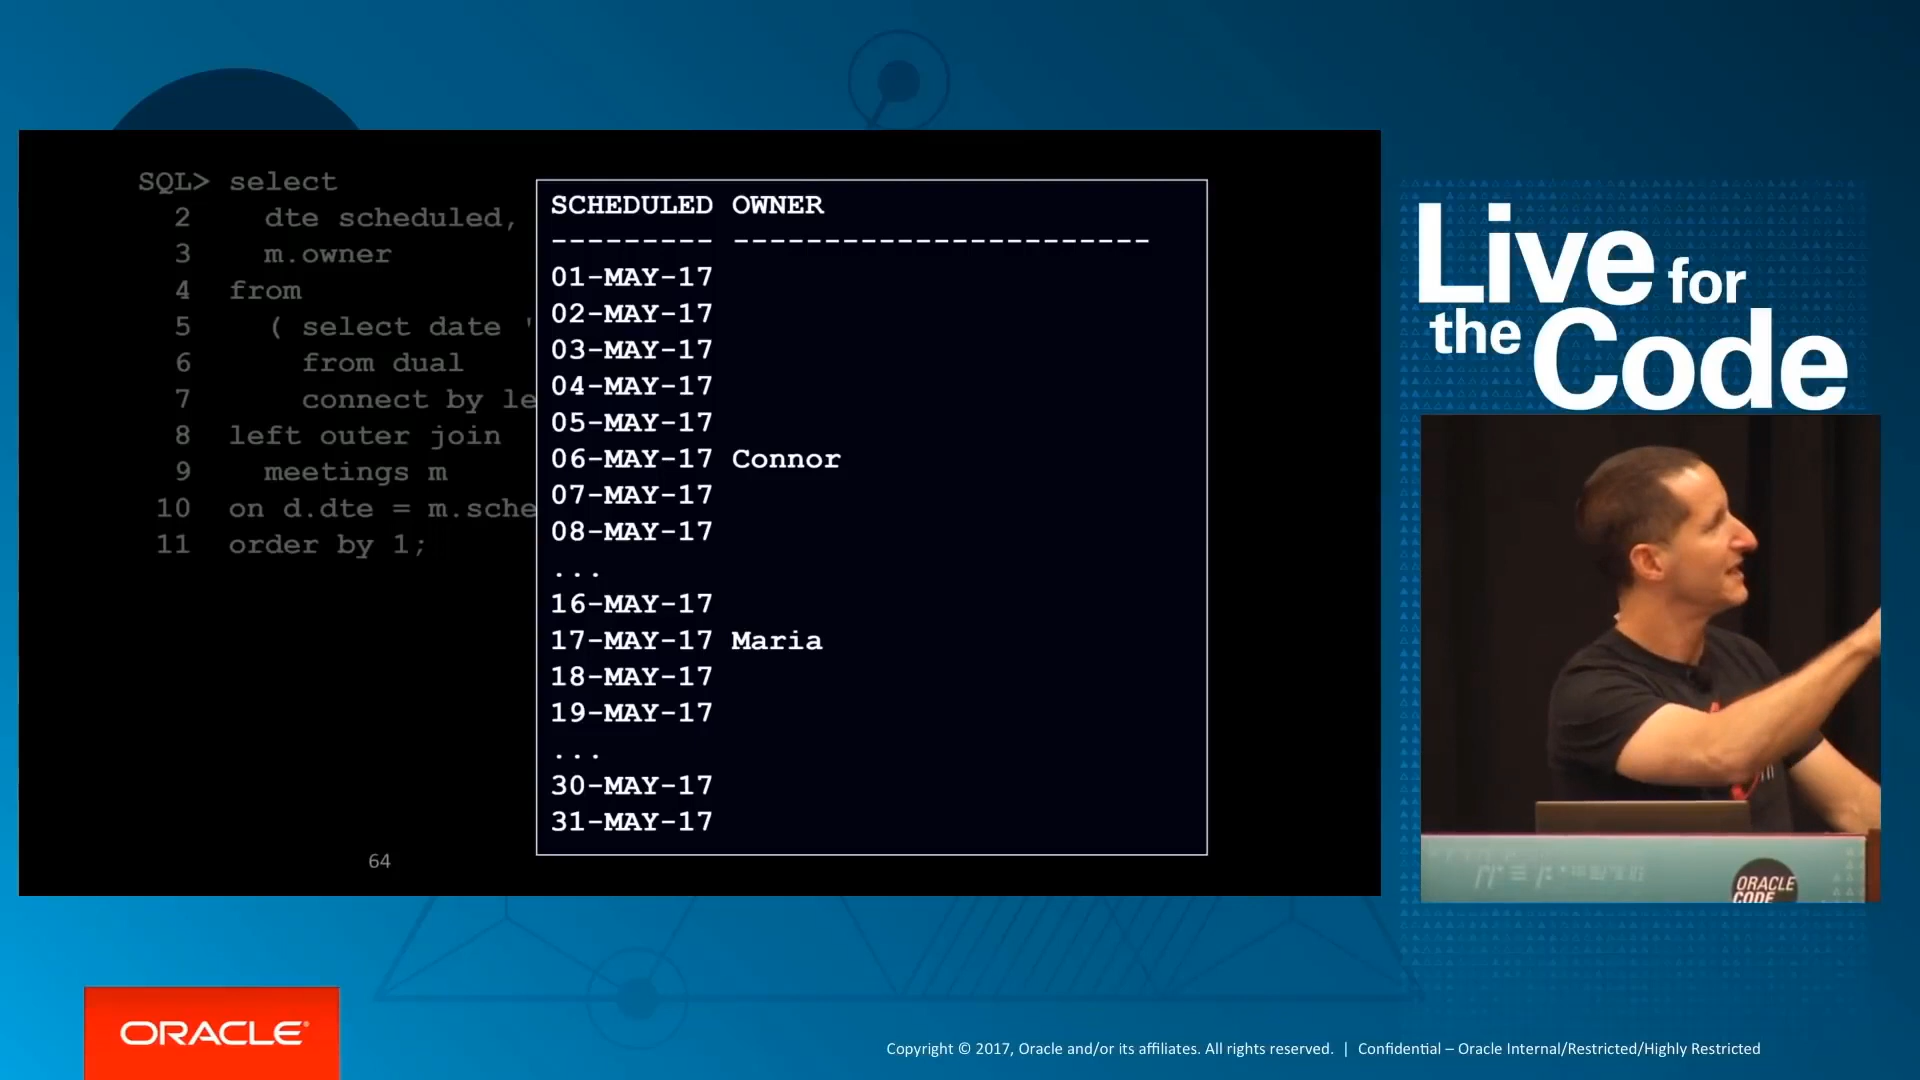 SQL> select
2 dte scheduled,
3 m.owner
4 from
5 ( select date '
6 from dual
7 connect by le
8 left outer join
9 meetings m
10 on d.dte = m.sche
11 order by 1;
64
SCHEDULED OWNER
--------- -----------------------
01-MAY-17
02-MAY-17
03-MAY-17
04-MAY-17
05-MAY-17
06-MAY-17 Connor
07-MAY-17
08-MAY-17
...
16-MAY-17
17-MAY-17 Maria
18-MAY-17
19-MAY-17
...
30-MAY-17
31-MAY-17
Live for
the Code
ORACLE
CODE
ORACLE®
Copyright © 2017, Oracle and/or its affiliates. All rights reserved. | Confidential – Oracle Internal/Restricted/Highly Restricted